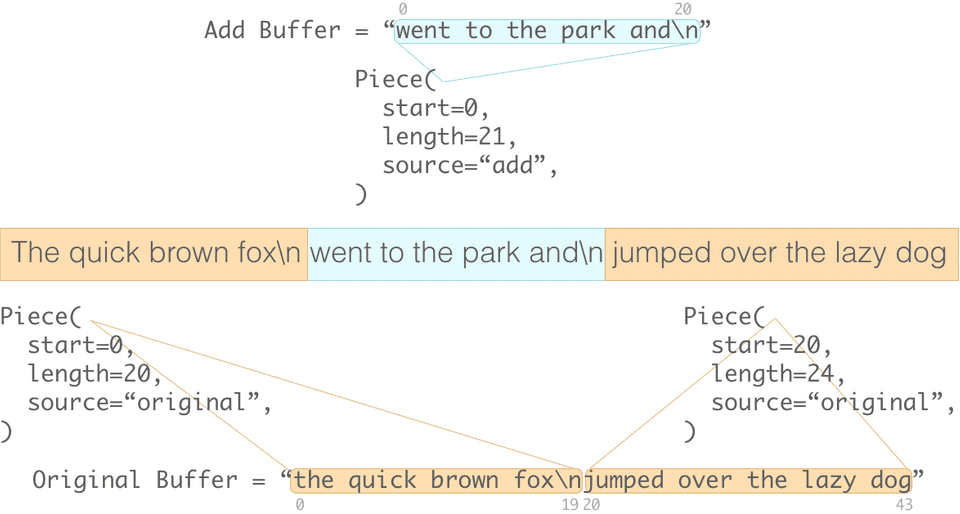 0 20
Add Buffer = “went to the park and\n”
Piece(
start=0,
length=21,
source=“add”,
)
The quick brown fox\n went to the park and\n jumped over the lazy dog
Piece(
start=0,
length=20,
source=“original”,
)
Piece(
start=20,
length=24,
source=“original”,
)
Original Buffer = “the quick brown fox\njumped over the lazy dog”
0 19 20 43